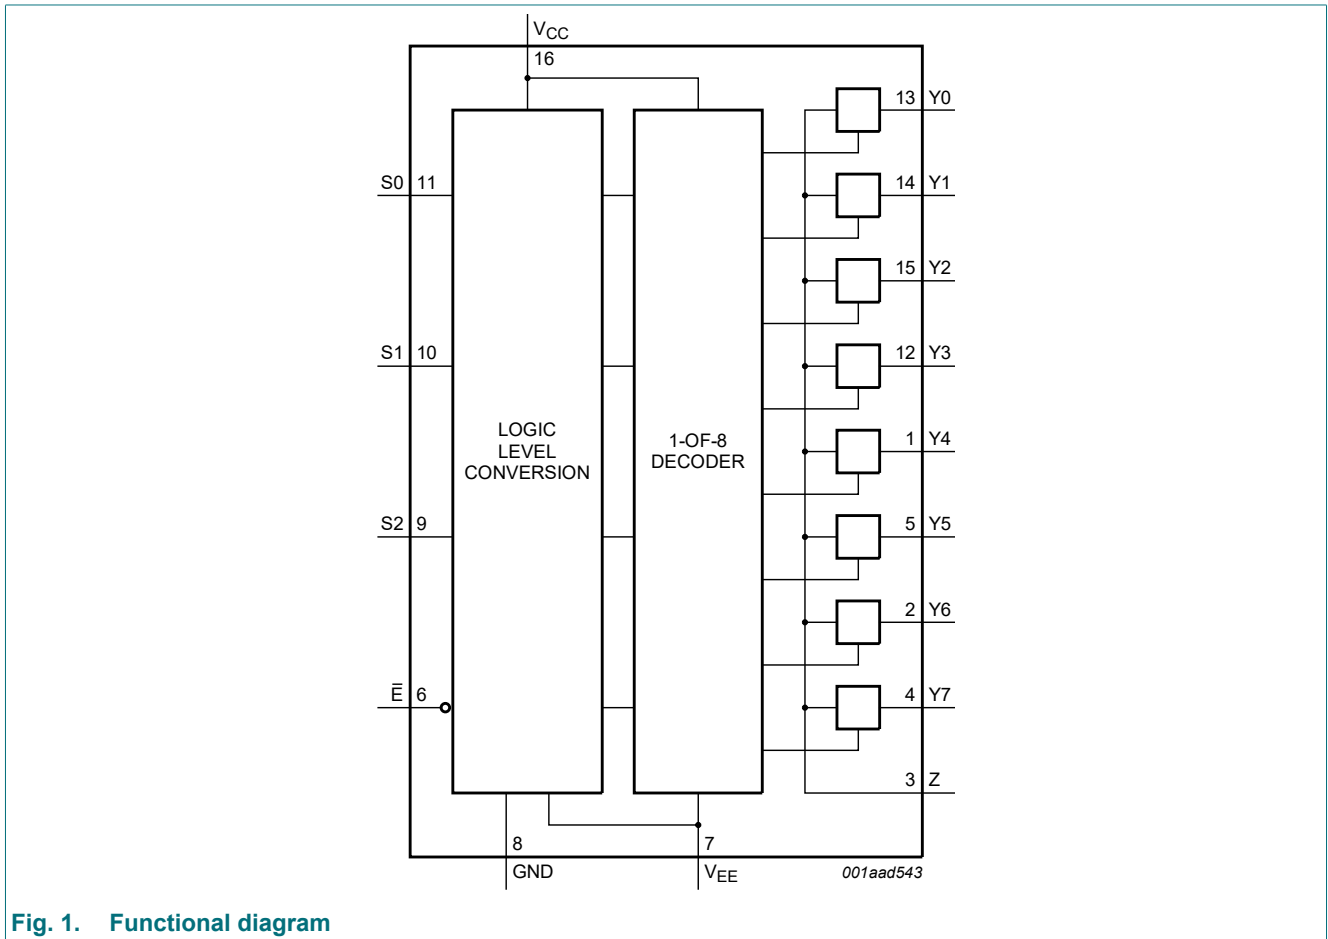 VCC
16
13 Y0
S0 11
14 Y1
15 Y2
S1 10
12 Y3
LOGIC
LEVEL
CONVERSION
1-OF-8
DECODER
1 Y4
S2 9
5 Y5
2 Y6
E̅ 6
4 Y7
3 Z
8
GND
7
VEE
001aad543
Fig. 1. Functional diagram